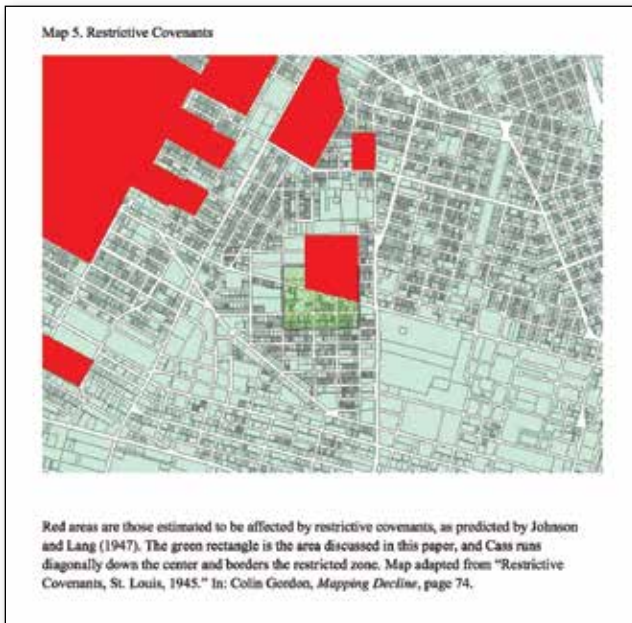 Map 5. Restrictive Covenants
Red areas are those estimated to be affected by restrictive covenants, as predicted by Johnson
and Lang (1947). The green rectangle is the area discussed in this paper, and Cass runs
diagonally down the center and borders the restricted zone. Map adapted from “Restrictive
Covenants, St. Louis, 1945.” In: Colin Gordon, Mapping Decline, page 74.